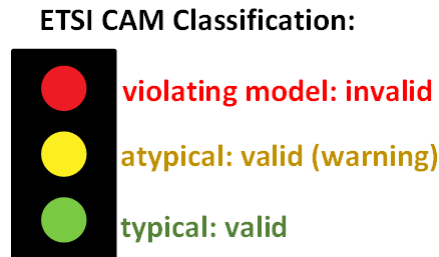 ETSI CAM Classification:
violating model: invalid
atypical: valid (warning)
typical: valid